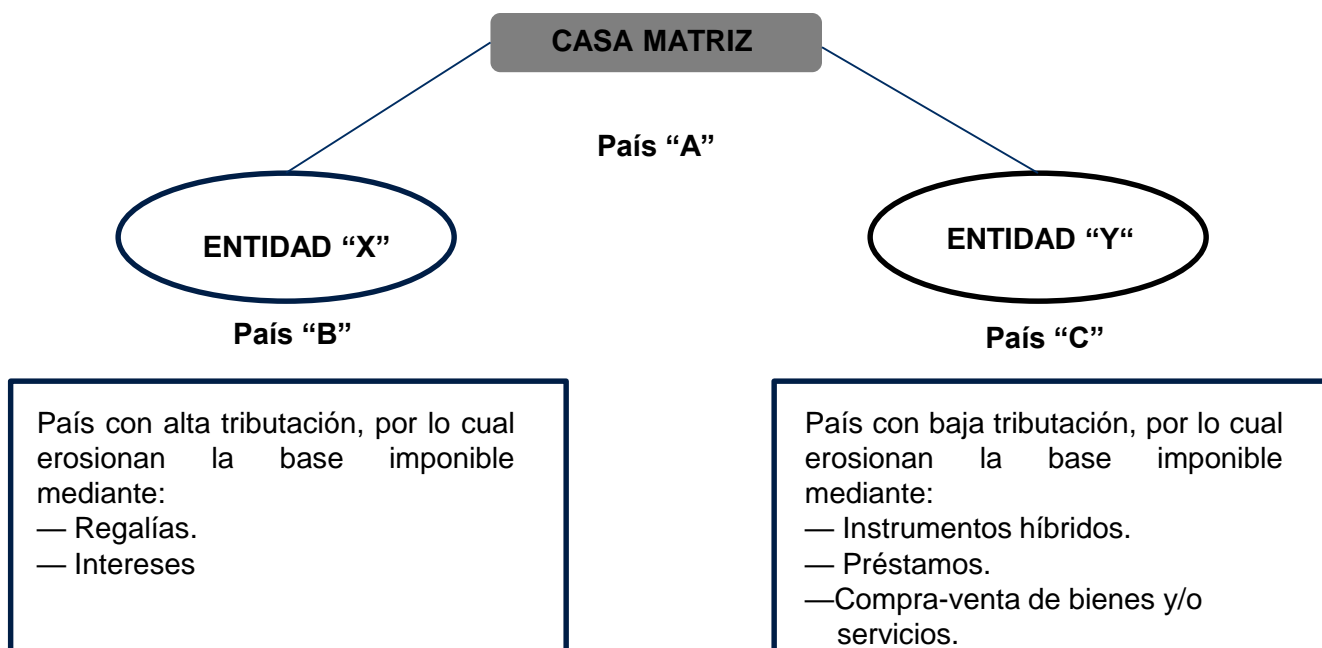 CASA MATRIZ
País “A”
ENTIDAD “X”
ENTIDAD “Y“
País “B”
País “C”
País con alta tributación, por lo cual
erosionan la base imponible
mediante:
— Regalías.
— Intereses
País con baja tributación, por lo cual
erosionan la base imponible
mediante:
— Instrumentos híbridos.
— Préstamos.
—Compra-venta de bienes y/o
servicios.